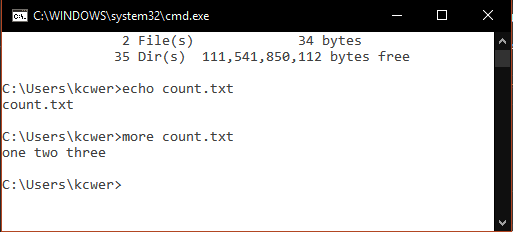 C:\WINDOWS\system32\cmd.exe
2 File(s) 34 bytes
35 Dir(s) 111,541,850,112 bytes free
C:\Users\kcwer>echo count.txt
count.txt
C:\Users\kcwer>more count.txt
one two three
C:\Users\kcwer>